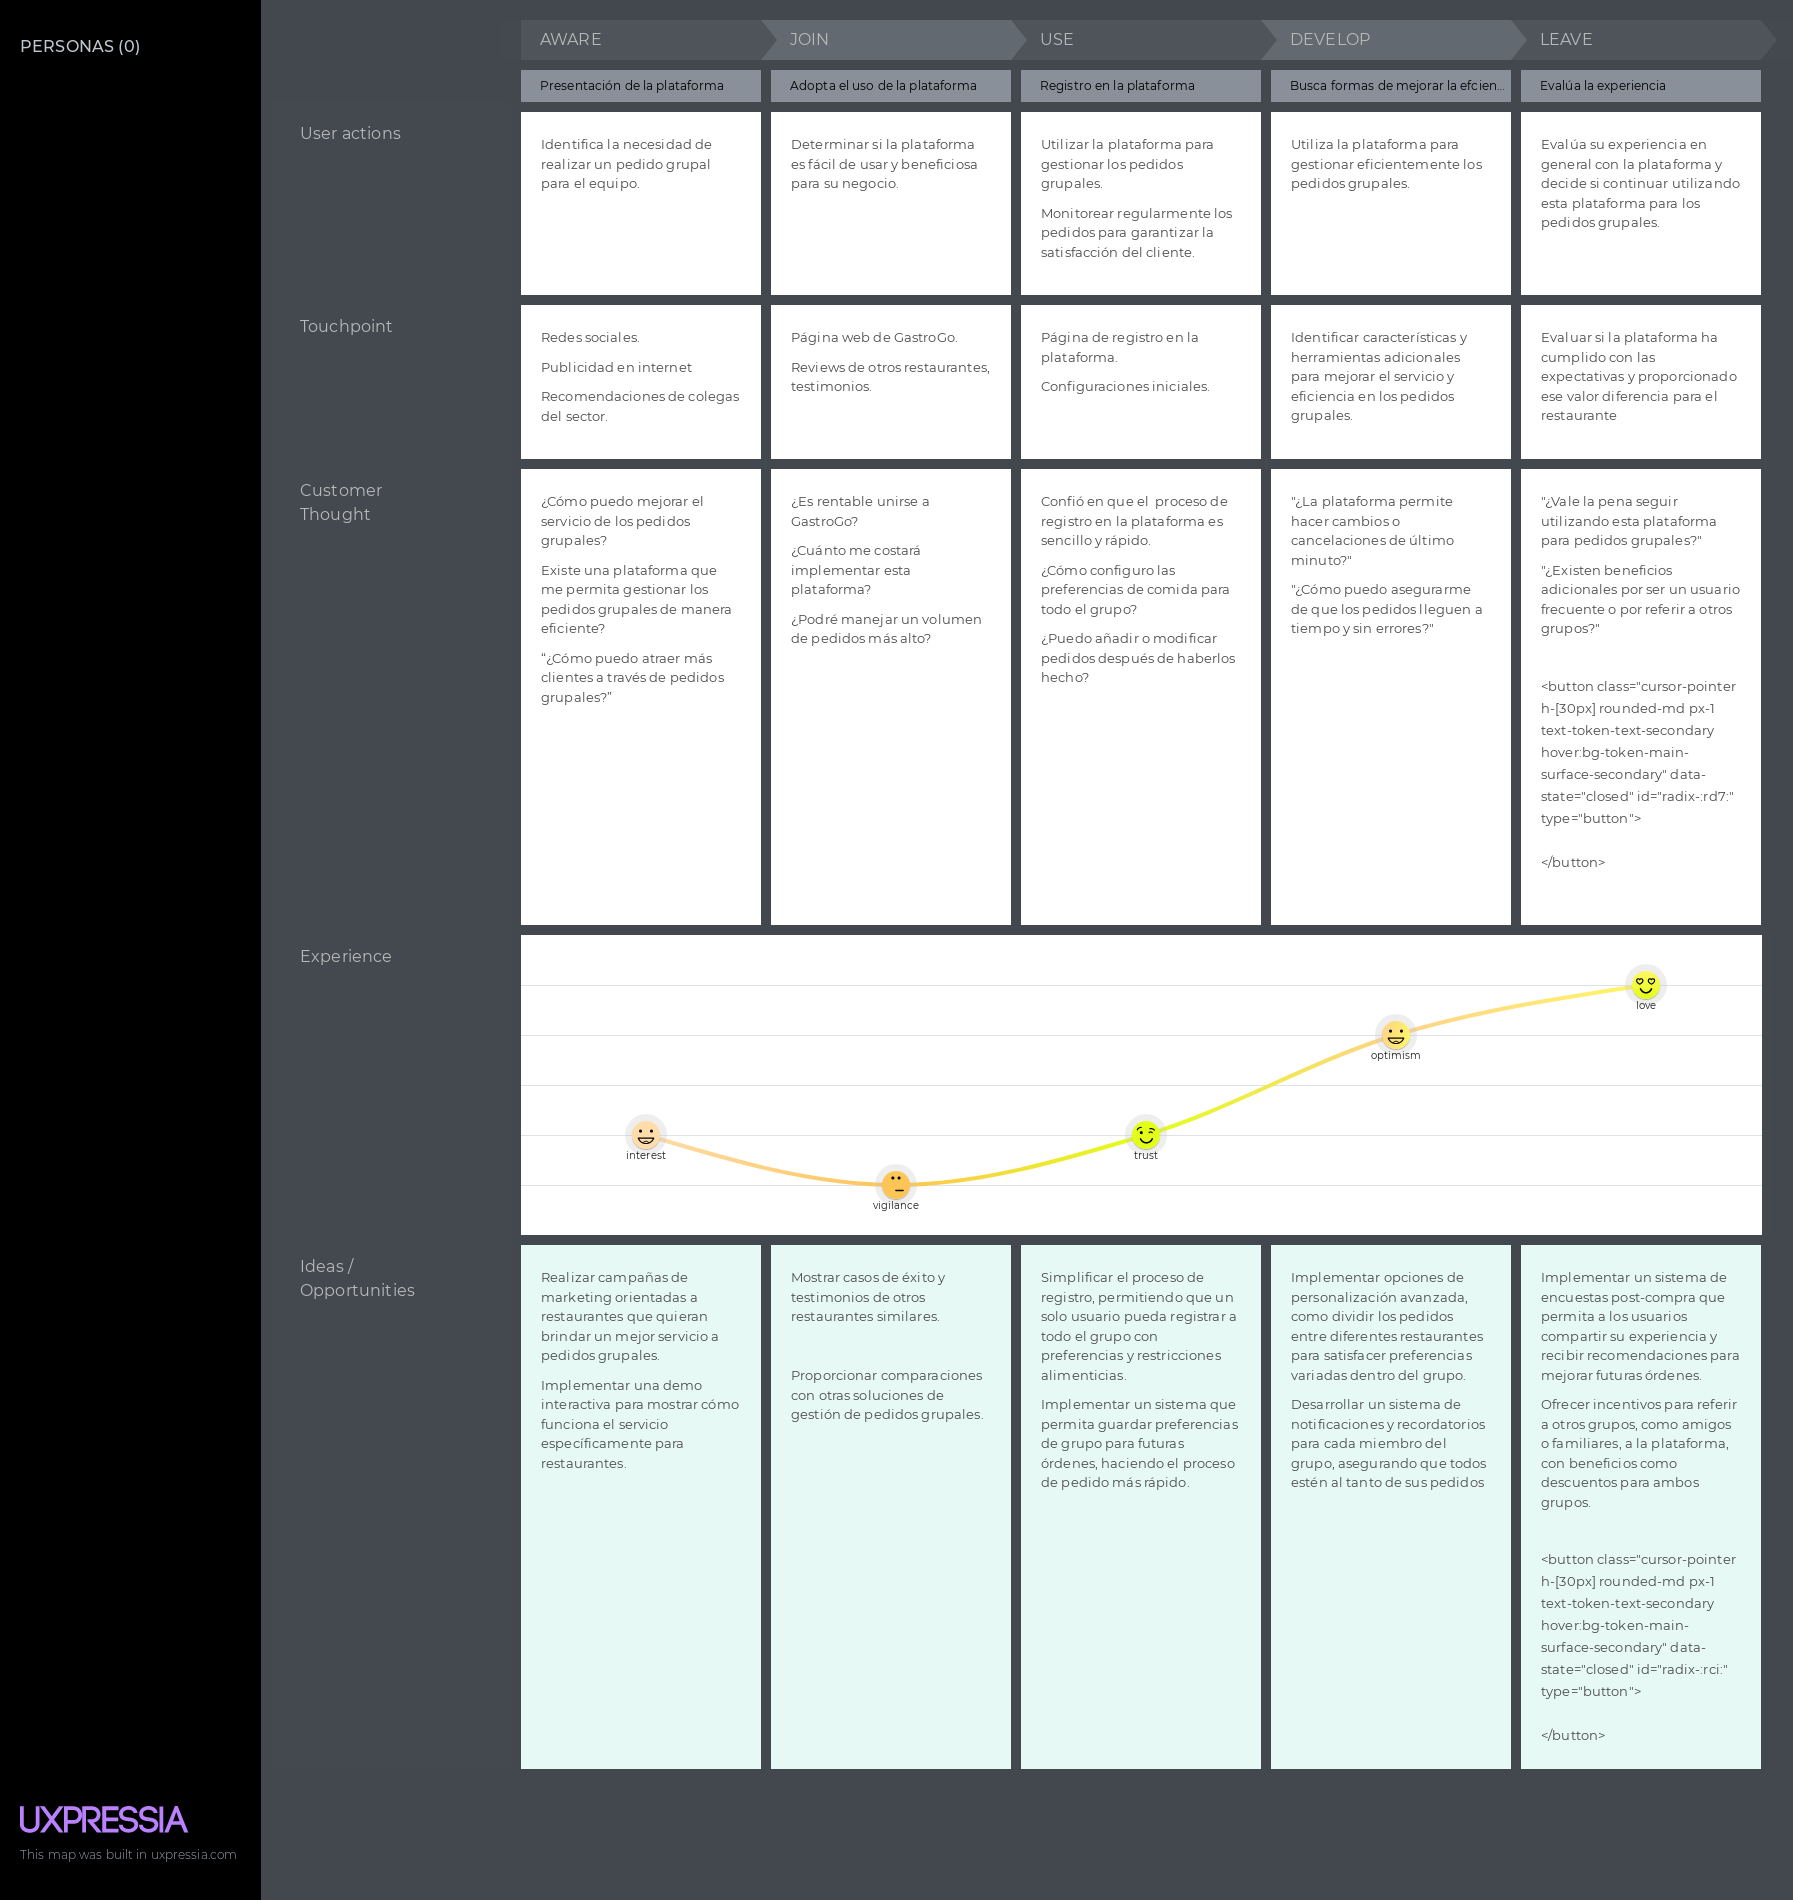 PERSONAS (0)
AWARE
JOIN
USE
DEVELOP
LEAVE
Presentación de la plataforma
Adopta el uso de la plataforma
Registro en la plataforma
Busca formas de mejorar la efcien...
Evalúa la experiencia
User actions
Identifica la necesidad de
realizar un pedido grupal
para el equipo.
Determinar si la plataforma
es fácil de usar y beneficiosa
para su negocio.
Utilizar la plataforma para
gestionar los pedidos
grupales.
Monitorear regularmente los
pedidos para garantizar la
satisfacción del cliente.
Utiliza la plataforma para
gestionar eficientemente los
pedidos grupales.
Evalúa su experiencia en
general con la plataforma y
decide si continuar utilizando
esta plataforma para los
pedidos grupales.
Touchpoint
Redes sociales.
Publicidad en internet
Recomendaciones de colegas
del sector.
Página web de GastroGo.
Reviews de otros restaurantes,
testimonios.
Página de registro en la
plataforma.
Configuraciones iniciales.
Identificar características y
herramientas adicionales
para mejorar el servicio y
eficiencia en los pedidos
grupales.
Evaluar si la plataforma ha
cumplido con las
expectativas y proporcionado
ese valor diferencia para el
restaurante
Customer
Thought
¿Cómo puedo mejorar el
servicio de los pedidos
grupales?
Existe una plataforma que
me permita gestionar los
pedidos grupales de manera
eficiente?
“¿Cómo puedo atraer más
clientes a través de pedidos
grupales?”
¿Es rentable unirse a
GastroGo?
¿Cuánto me costará
implementar esta
plataforma?
¿Podré manejar un volumen
de pedidos más alto?
Confió en que el  proceso de
registro en la plataforma es
sencillo y rápido.
¿Cómo configuro las
preferencias de comida para
todo el grupo?
¿Puedo añadir o modificar
pedidos después de haberlos
hecho?
"¿La plataforma permite
hacer cambios o
cancelaciones de último
minuto?"
"¿Cómo puedo asegurarme
de que los pedidos lleguen a
tiempo y sin errores?"
"¿Vale la pena seguir
utilizando esta plataforma
para pedidos grupales?"
"¿Existen beneficios
adicionales por ser un usuario
frecuente o por referir a otros
grupos?"
<button class="cursor-pointer
h-[30px] rounded-md px-1
text-token-text-secondary
hover:bg-token-main-
surface-secondary" data-
state="closed" id="radix-:rd7:"
type="button">
</button>
Experience
interest
vigilance
trust
optimism
love
Ideas /
Opportunities
Realizar campañas de
marketing orientadas a
restaurantes que quieran
brindar un mejor servicio a
pedidos grupales.
Implementar una demo
interactiva para mostrar cómo
funciona el servicio
específicamente para
restaurantes.
Mostrar casos de éxito y
testimonios de otros
restaurantes similares.
Proporcionar comparaciones
con otras soluciones de
gestión de pedidos grupales.
Simplificar el proceso de
registro, permitiendo que un
solo usuario pueda registrar a
todo el grupo con
preferencias y restricciones
alimenticias.
Implementar un sistema que
permita guardar preferencias
de grupo para futuras
órdenes, haciendo el proceso
de pedido más rápido.
Implementar opciones de
personalización avanzada,
como dividir los pedidos
entre diferentes restaurantes
para satisfacer preferencias
variadas dentro del grupo.
Desarrollar un sistema de
notificaciones y recordatorios
para cada miembro del
grupo, asegurando que todos
estén al tanto de sus pedidos
Implementar un sistema de
encuestas post-compra que
permita a los usuarios
compartir su experiencia y
recibir recomendaciones para
mejorar futuras órdenes.
Ofrecer incentivos para referir
a otros grupos, como amigos
o familiares, a la plataforma,
con beneficios como
descuentos para ambos
grupos.
<button class="cursor-pointer
h-[30px] rounded-md px-1
text-token-text-secondary
hover:bg-token-main-
surface-secondary" data-
state="closed" id="radix-:rci:"
type="button">
</button>
UXPRESSIA
This map was built in uxpressia.com